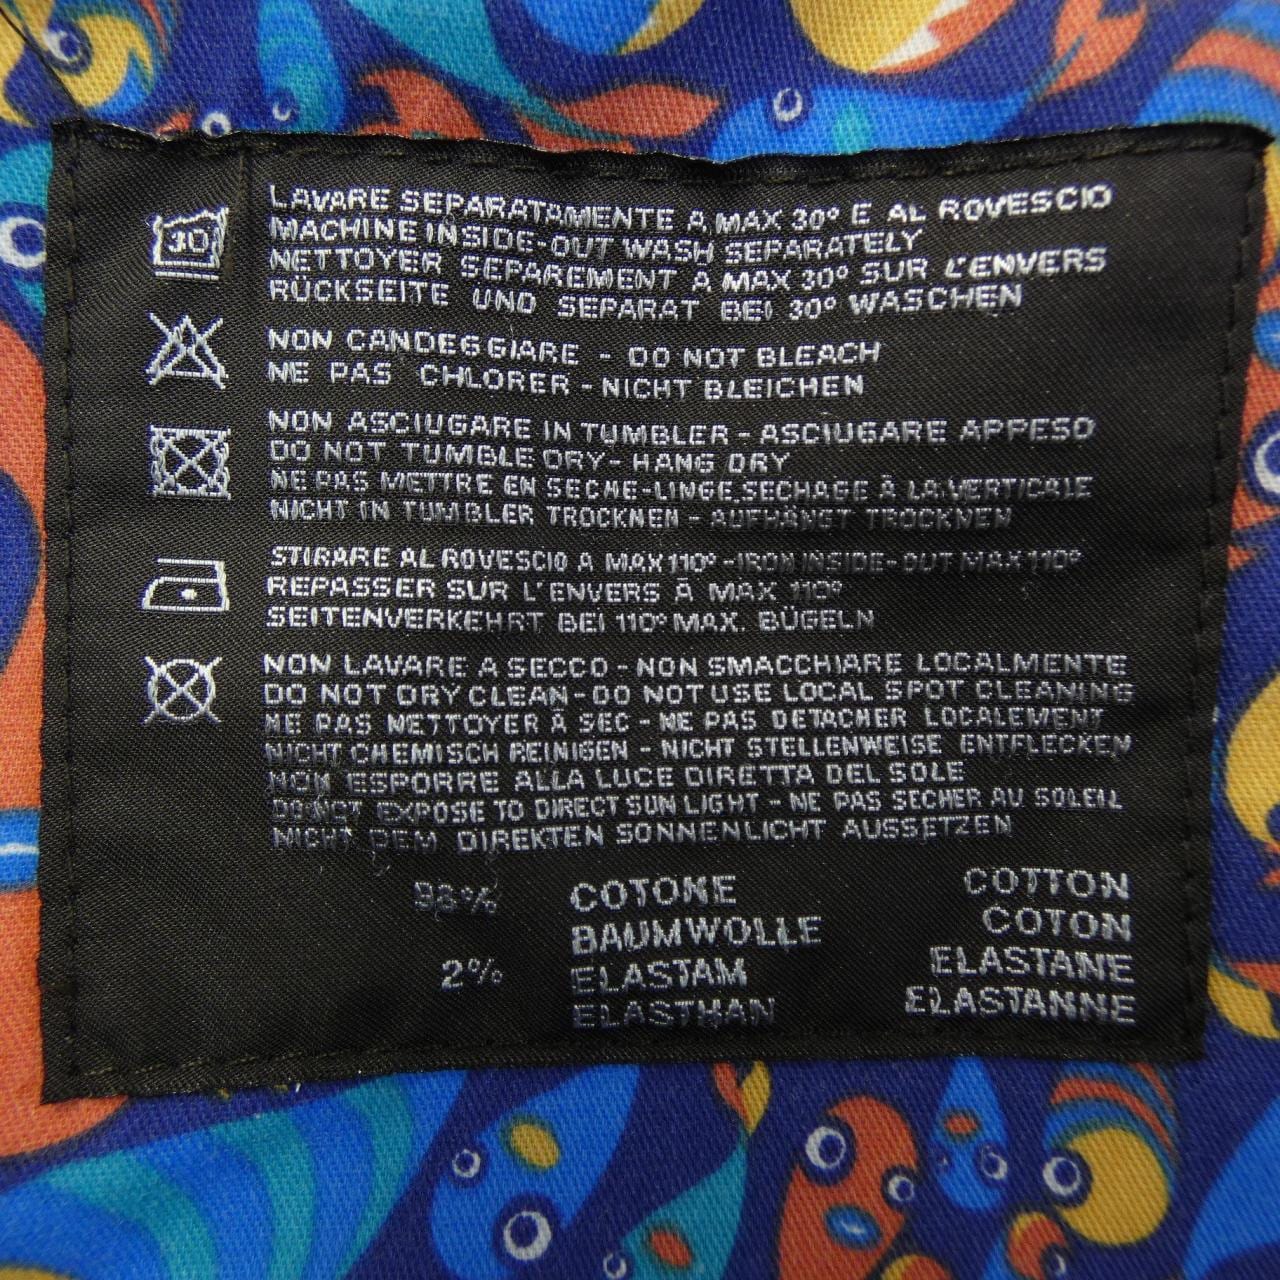 30
LAVARE SEPARATAMENTE A MAX 30° E AL ROVESCIO
MACHINE INSIDE-OUT WASH SEPARATELY
NETTOYER SEPAREMENT A MAX 30° SUR L'ENVERS
RÜCKSEITE UND SEPARAT BEI 30° WASCHEN
NON CANDEGGIARE - DO NOT BLEACH
NE PAS CHLORER - NICHT BLEICHEN
NON ASCIUGARE IN TUMBLER - ASCIUGARE APPESO
DO NOT TUMBLE DRY - HANG DRY
NE PAS METTRE EN SECHE-LINGE, SECHAGE À LA VERTICALE
NICHT IN TUMBLER TROCKNEN - AUFHÄNGT TROCKNEN
STIRARE AL ROVESCIO A MAX 110° - IRON INSIDE-OUT MAX 110°
REPASSER SUR L'ENVERS À MAX 110°
SEITENVERKEHRT BEI 110° MAX. BÜGELN
NON LAVARE A SECCO - NON SMACCHIARE LOCALMENTE
DO NOT DRY CLEAN - DO NOT USE LOCAL SPOT CLEANING
NE PAS NETTOYER À SEC - NE PAS DETACHER LOCALEMENT
NICHT CHEMISCH REINIGEN - NICHT STELLENWEISE ENTFLECKEN
NON ESPORRE ALLA LUCE DIRETTA DEL SOLE
DO NOT EXPOSE TO DIRECT SUN LIGHT - NE PAS SECHER AU SOLEIL
NICHT DEM DIREKTEN SONNENLICHT AUSSETZEN
98% COTONE COTTON
BAUMWOLLE COTON
2% ELASTAM ELASTANE
ELASTHAN ELASTANNE